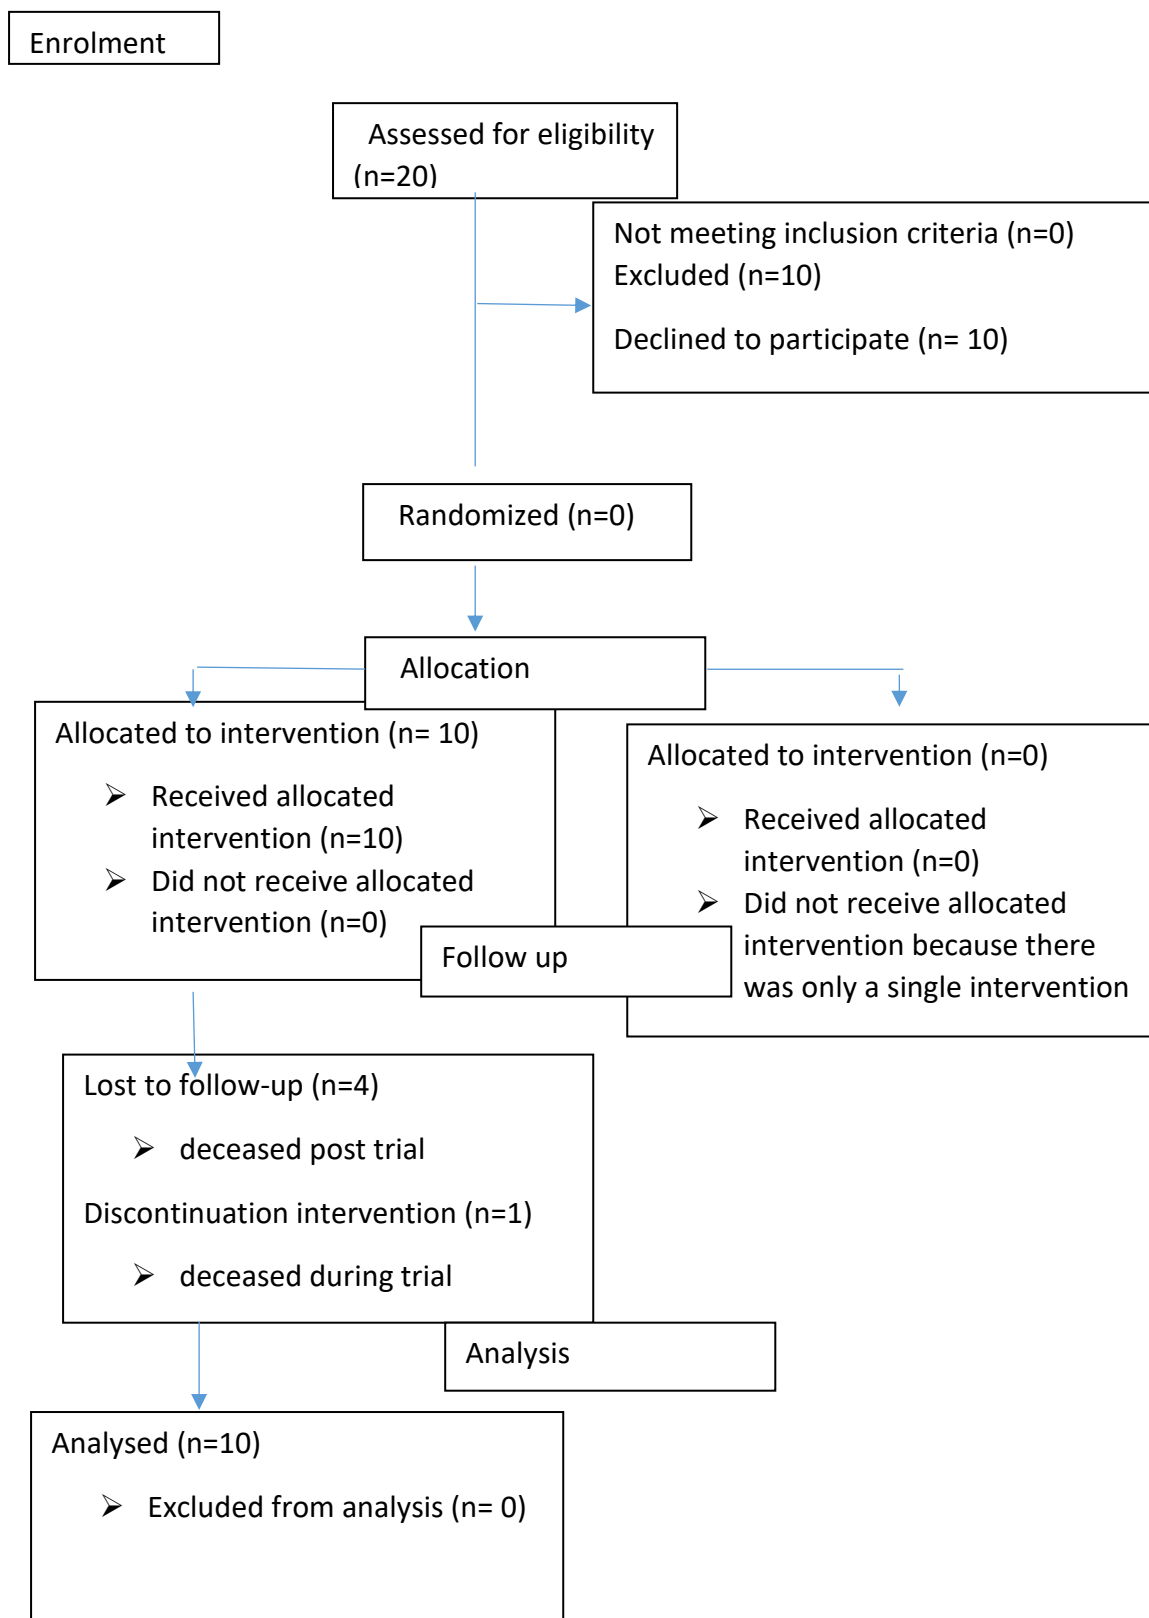 Enrolment
Assessed for eligibility
(n=20)
Not meeting inclusion criteria (n=0)
Excluded (n=10)
Declined to participate (n= 10)
Randomized (n=0)
Allocation
Allocated to intervention (n= 10)
➢ Received allocated
intervention (n=10)
➢ Did not receive allocated
intervention (n=0)
Allocated to intervention (n=0)
➢ Received allocated
intervention (n=0)
➢ Did not receive allocated
intervention because there
was only a single intervention
Follow up
Lost to follow-up (n=4)
➢ deceased post trial
Discontinuation intervention (n=1)
➢ deceased during trial
Analysis
Analysed (n=10)
➢ Excluded from analysis (n= 0)